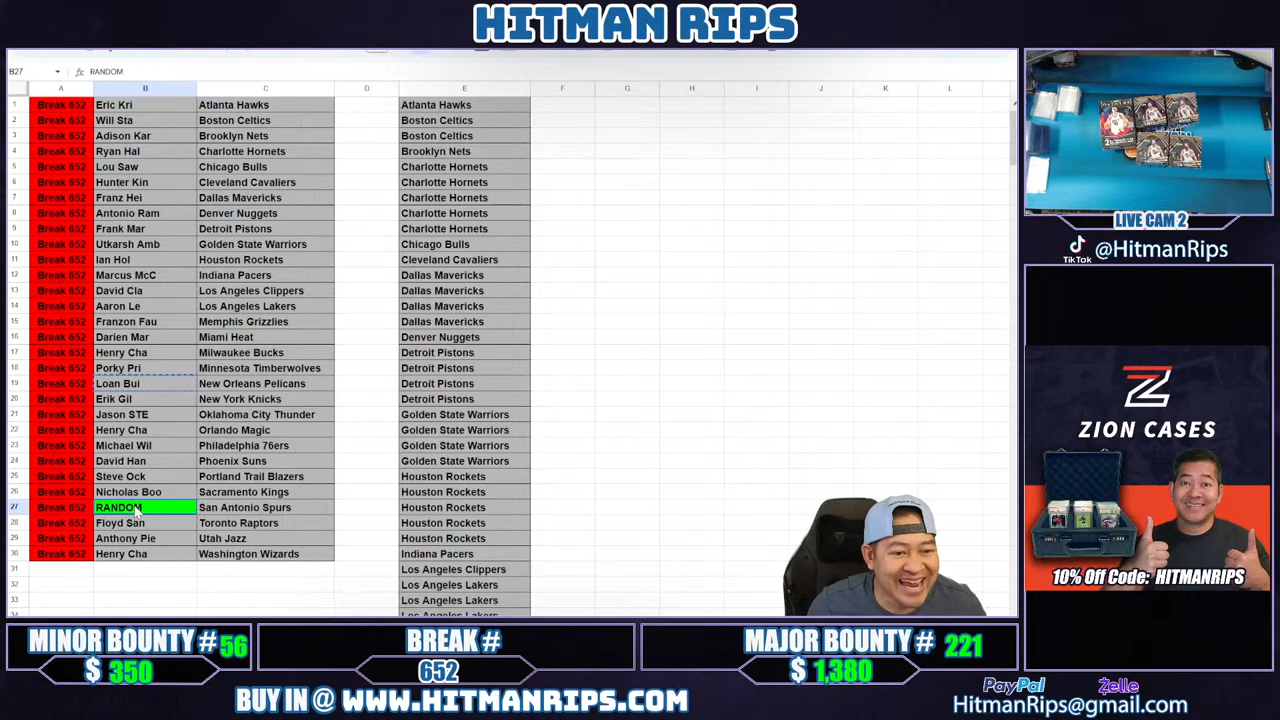 HITMAN RIPS
B27 fx RANDOM
A B C D E F G H I J K L
1 Break 652 Eric Kri Atlanta Hawks Atlanta Hawks
2 Break 652 Will Sta Boston Celtics Boston Celtics
3 Break 652 Adison Kar Brooklyn Nets Boston Celtics
4 Break 652 Ryan Hal Charlotte Hornets Brooklyn Nets
5 Break 652 Lou Saw Chicago Bulls Charlotte Hornets
6 Break 652 Hunter Kin Cleveland Cavaliers Charlotte Hornets
7 Break 652 Franz Hei Dallas Mavericks Charlotte Hornets
8 Break 652 Antonio Ram Denver Nuggets Charlotte Hornets
9 Break 652 Frank Mar Detroit Pistons Charlotte Hornets
10 Break 652 Utkarsh Amb Golden State Warriors Chicago Bulls
11 Break 652 Ian Hol Houston Rockets Cleveland Cavaliers
12 Break 652 Marcus McC Indiana Pacers Dallas Mavericks
13 Break 652 David Cla Los Angeles Clippers Dallas Mavericks
14 Break 652 Aaron Le Los Angeles Lakers Dallas Mavericks
15 Break 652 Franzon Fau Memphis Grizzlies Dallas Mavericks
16 Break 652 Darien Mar Miami Heat Denver Nuggets
17 Break 652 Henry Cha Milwaukee Bucks Detroit Pistons
18 Break 652 Porky Pri Minnesota Timberwolves Detroit Pistons
19 Break 652 Loan Bui New Orleans Pelicans Detroit Pistons
20 Break 652 Erik Gil New York Knicks Detroit Pistons
21 Break 652 Jason STE Oklahoma City Thunder Golden State Warriors
22 Break 652 Henry Cha Orlando Magic Golden State Warriors
23 Break 652 Michael Wil Philadelphia 76ers Golden State Warriors
24 Break 652 David Han Phoenix Suns Golden State Warriors
25 Break 652 Steve Ock Portland Trail Blazers Houston Rockets
26 Break 652 Nicholas Boo Sacramento Kings Houston Rockets
27 Break 652 RANDOM San Antonio Spurs Houston Rockets
28 Break 652 Floyd San Toronto Raptors Houston Rockets
29 Break 652 Anthony Pie Utah Jazz Houston Rockets
30 Break 652 Henry Cha Washington Wizards Indiana Pacers
31 Los Angeles Clippers
32 Los Angeles Lakers
33 Los Angeles Lakers
34 Los Angeles Lakers
LIVE CAM 2
TikTok @HitmanRips
ZION CASES
10% Off Code: HITMANRIPS
MINOR BOUNTY # 56
$ 350
BREAK #
652
MAJOR BOUNTY # 221
$ 1,380
BUY IN @ WWW.HITMANRIPS.COM
PayPal Zelle
HitmanRips@gmail.com